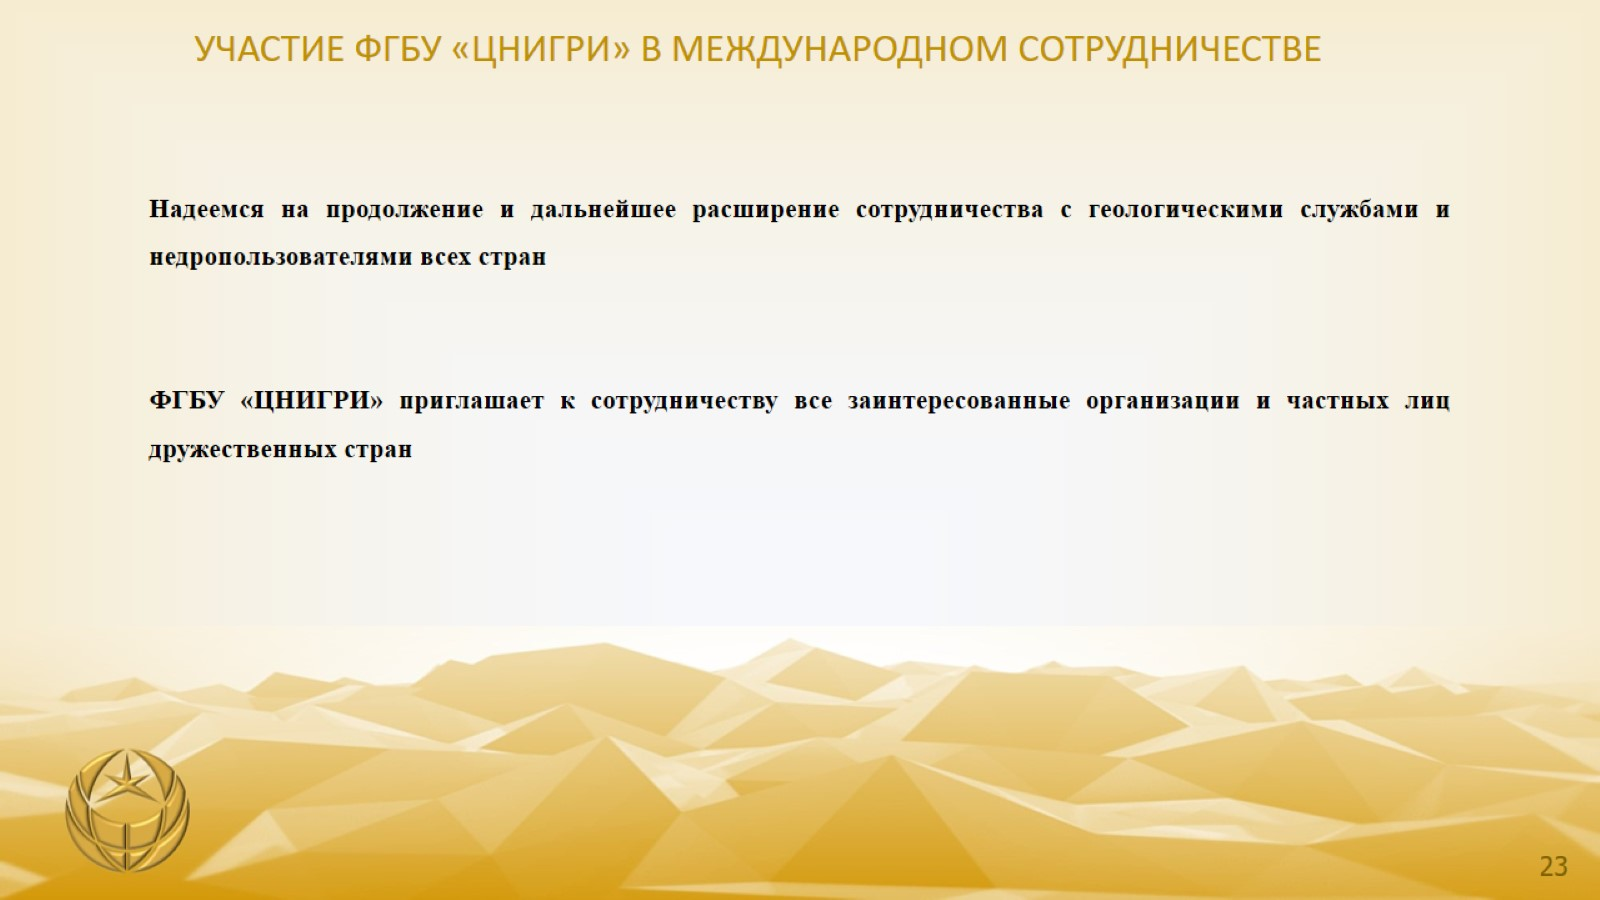 УЧАСТИЕ ФГБУ «ЦНИГРИ» В МЕЖДУНАРОДНОМ СОТРУДНИЧЕСТВЕ
Надеемся на продолжение и дальнейшее расширение сотрудничества с геологическими службами и
недропользователями всех стран
ФГБУ «ЦНИГРИ» приглашает к сотрудничеству все заинтересованные организации и частных лиц
дружественных стран
23